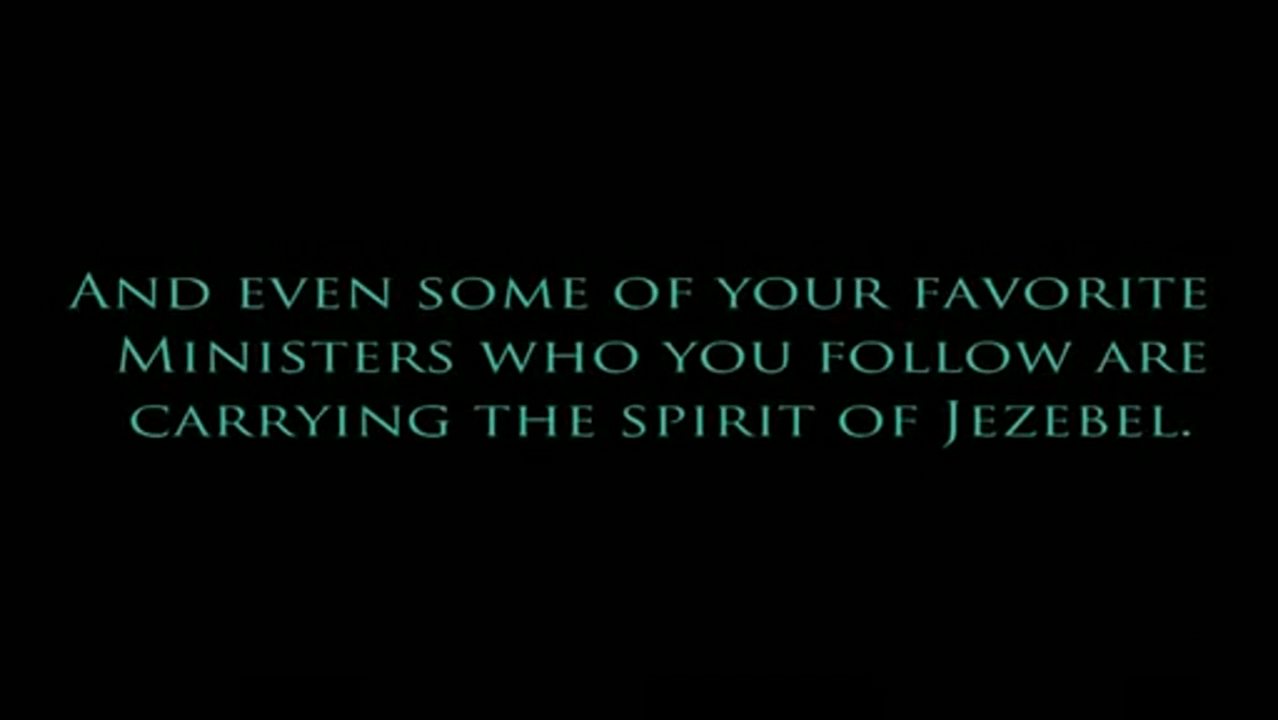 And even some of your favorite
Ministers who you follow are
carrying the spirit of Jezebel.